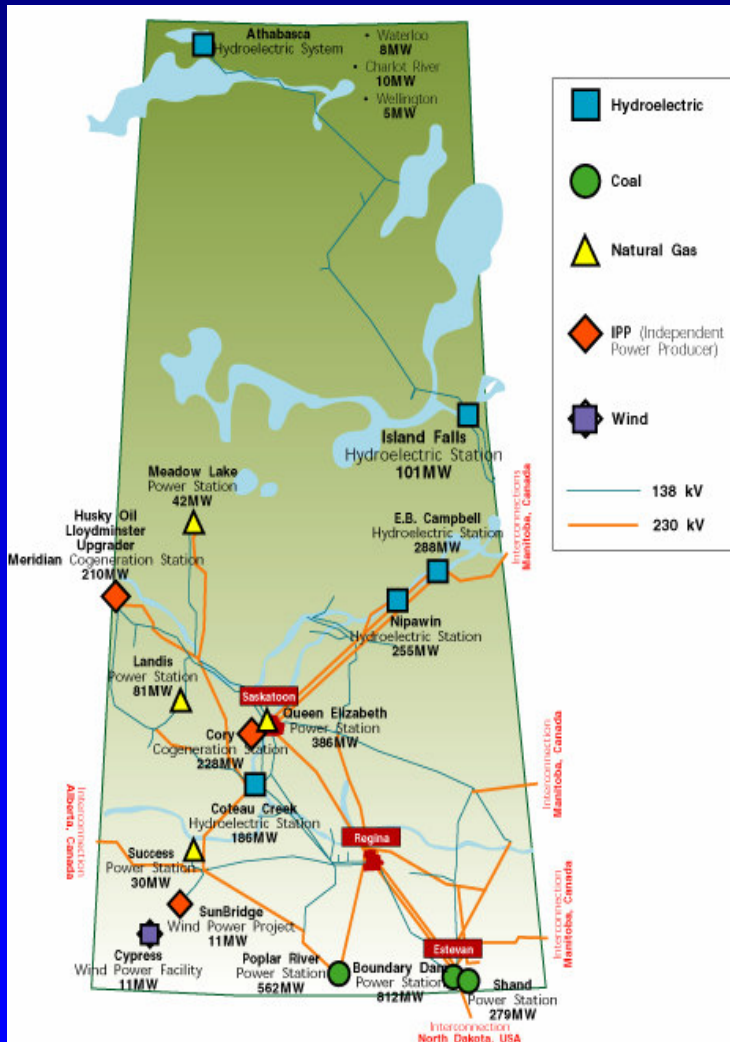 Athabasca
Hydroelectric System
• Waterloo
8MW
• Charlot River
10MW
• Wellington
5MW
Hydroelectric
Coal
Natural Gas
IPP (Independent
Power Producer)
Wind
138 kV
230 kV
Island Falls
Hydroelectric Station
101MW
Meadow Lake
Power Station
42MW
Interconnections
Manitoba, Canada
Husky Oil
Lloydminster
Upgrader
Meridian Cogeneration Station
210MW
E.B. Campbell
Hydroelectric Station
288MW
Nipawin
Hydroelectric Station
255MW
Landis
Power Station
81MW
Saskatoon
Queen Elizabeth
Power Station
386MW
Cory
Cogeneration Station
228MW
Coteau Creek
Hydroelectric Station
186MW
Interconnection
Manitoba, Canada
Interconnection
Alberta, Canada
Regina
Success
Power Station
30MW
SunBridge
Wind Power Project
11MW
Interconnection
Manitoba, Canada
Cypress
Wind Power Facility
11MW
Poplar River
Power Station
562MW
Estevan
Boundary Dam
Power Station
812MW
Shand
Power Station
279MW
Interconnection
North Dakota, USA